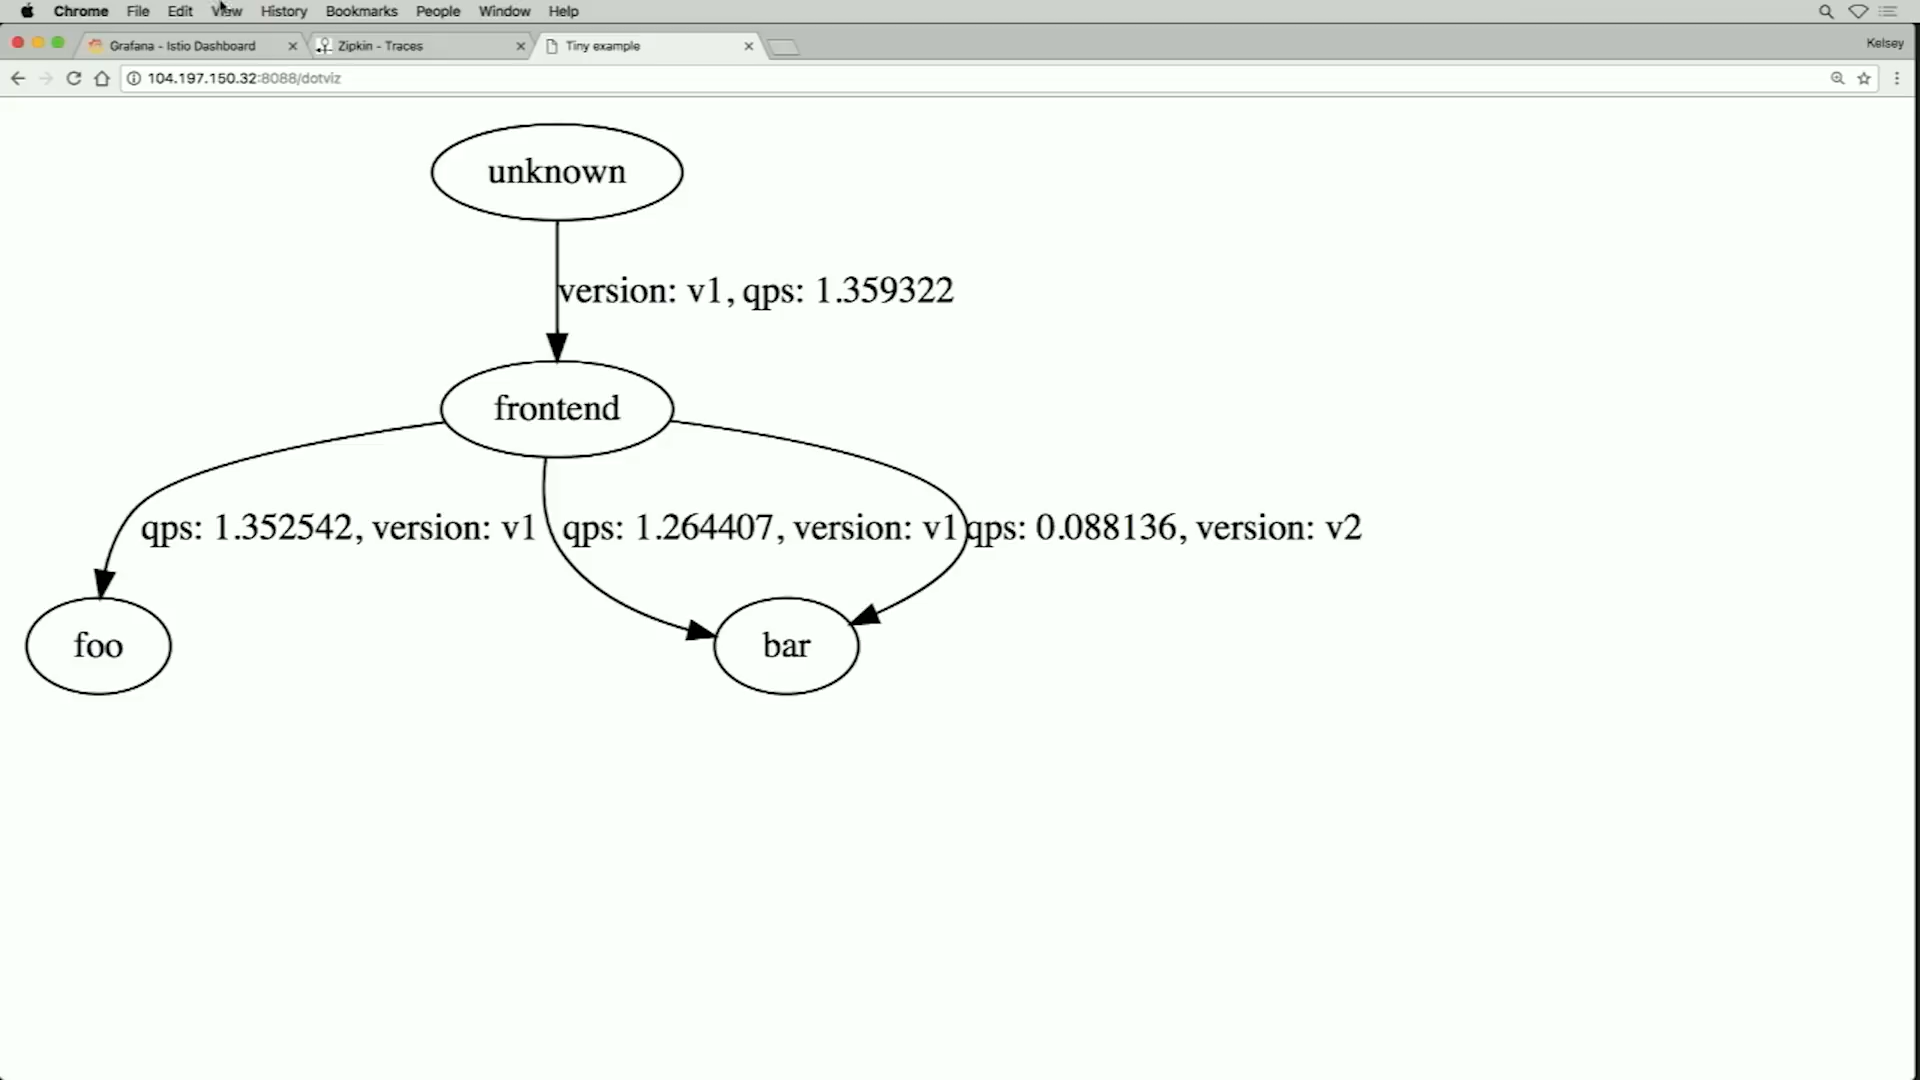 Chrome File Edit View History Bookmarks People Window Help
Grafana - Istio Dashboard Zipkin - Traces Tiny example Kelsey
104.197.150.32:8088/dotviz
unknown
version: v1, qps: 1.359322
frontend
qps: 1.352542, version: v1 qps: 1.264407, version: v1 qps: 0.088136, version: v2
foo bar